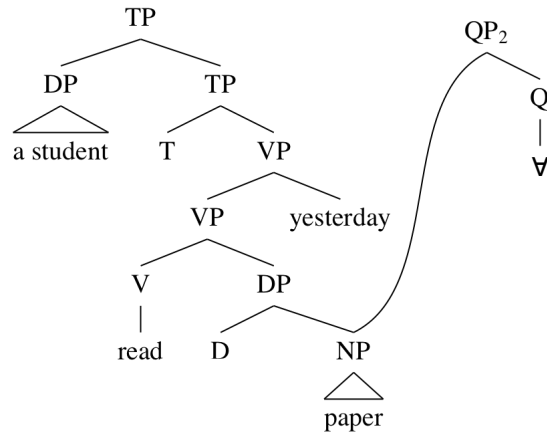 TP
QP₂
DP TP
Q
a student T VP
∀
VP yesterday
V DP
read D NP
paper